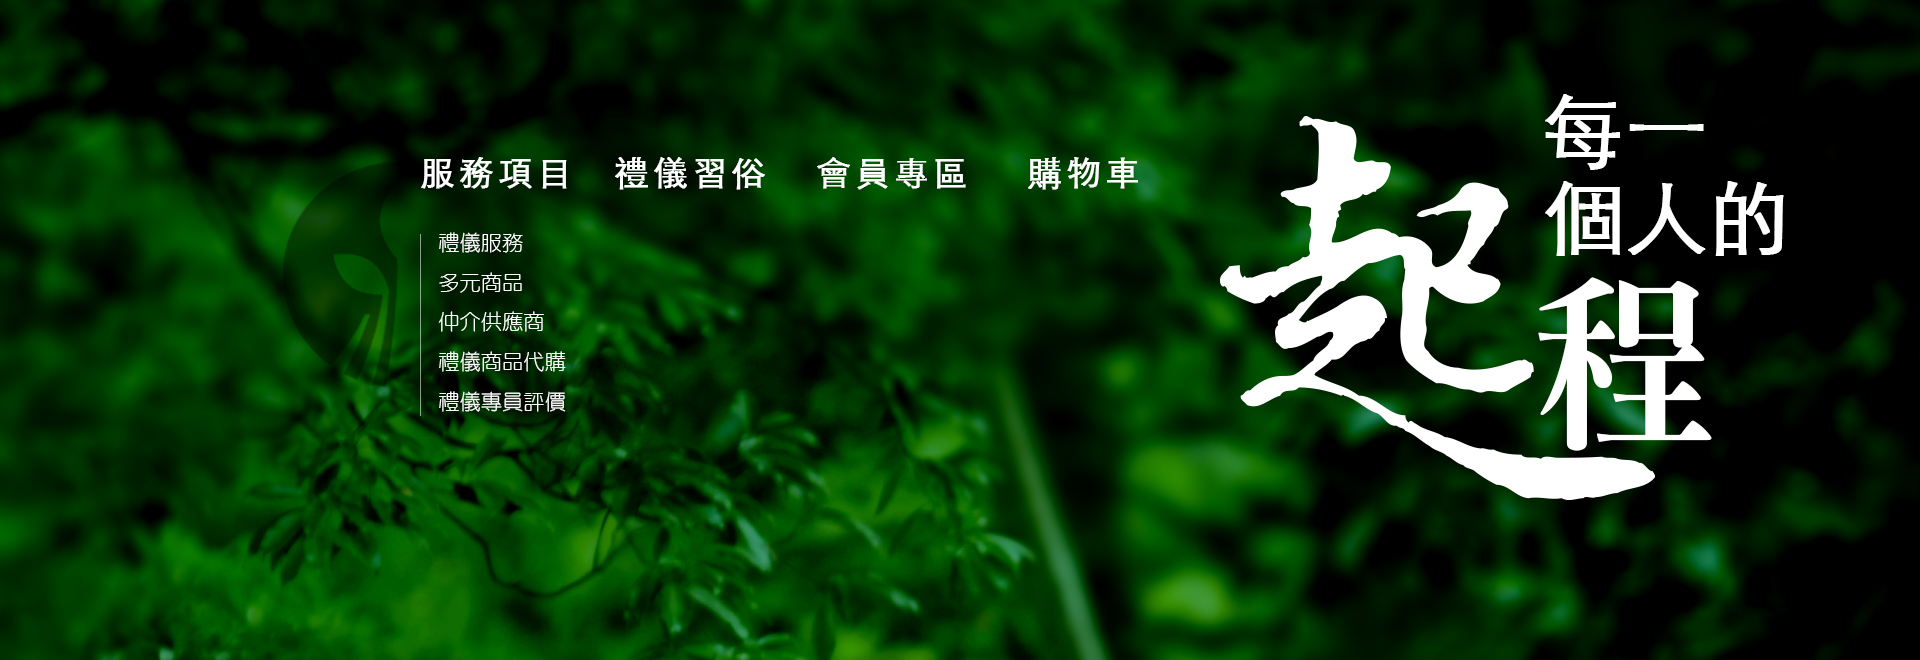 服務項目 禮儀習俗 會員專區 購物車
禮儀服務
多元商品
仲介供應商
禮儀商品代購
禮儀專員評價
每一
個人的
起程